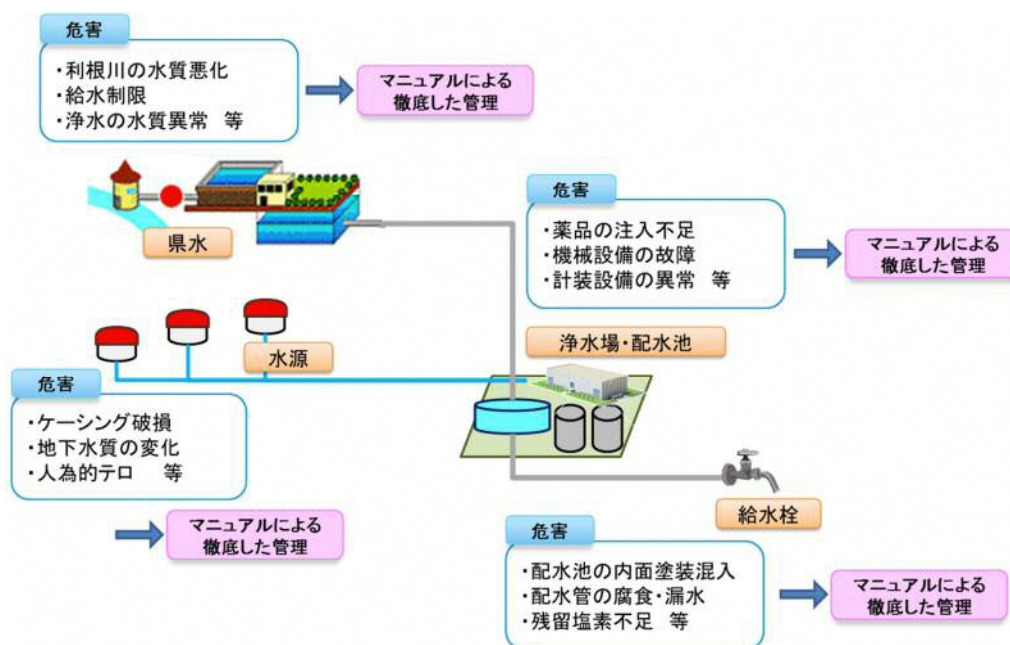 危害
・利根川の水質悪化
・給水制限
・浄水の水質異常 等
マニュアルによる
徹底した管理
県水
危害
・薬品の注入不足
・機械設備の故障
・計装設備の異常 等
マニュアルによる
徹底した管理
浄水場・配水池
水源
危害
・ケーシング破損
・地下水質の変化
・人為的テロ 等
マニュアルによる
徹底した管理
給水栓
危害
・配水池の内面塗装混入
・配水管の腐食・漏水
・残留塩素不足 等
マニュアルによる
徹底した管理